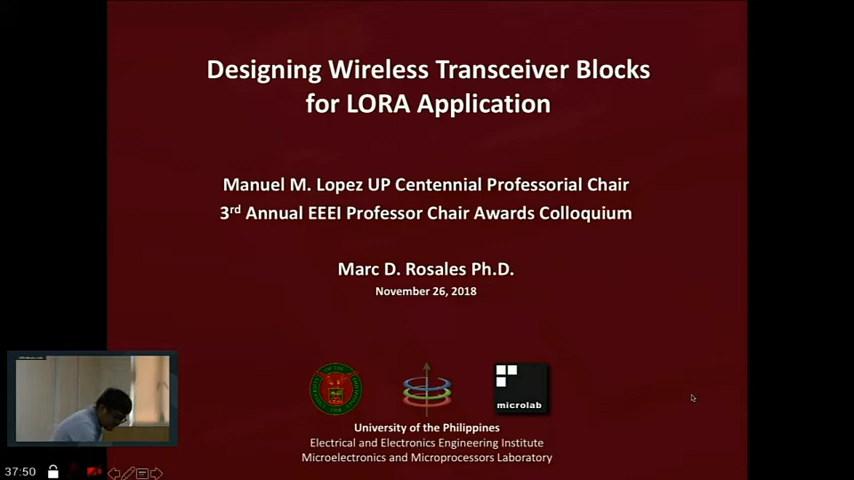 Designing Wireless Transceiver Blocks
for LORA Application
Manuel M. Lopez UP Centennial Professorial Chair
3rd Annual EEEI Professor Chair Awards Colloquium
Marc D. Rosales Ph.D.
November 26, 2018
microlab
University of the Philippines
Electrical and Electronics Engineering Institute
Microelectronics and Microprocessors Laboratory
37:50